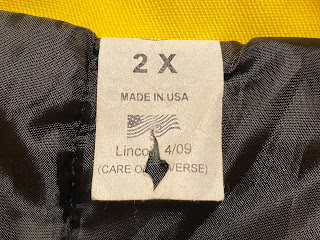 2 X
MADE IN USA
Linco 4/09
(CARE O VERSE)